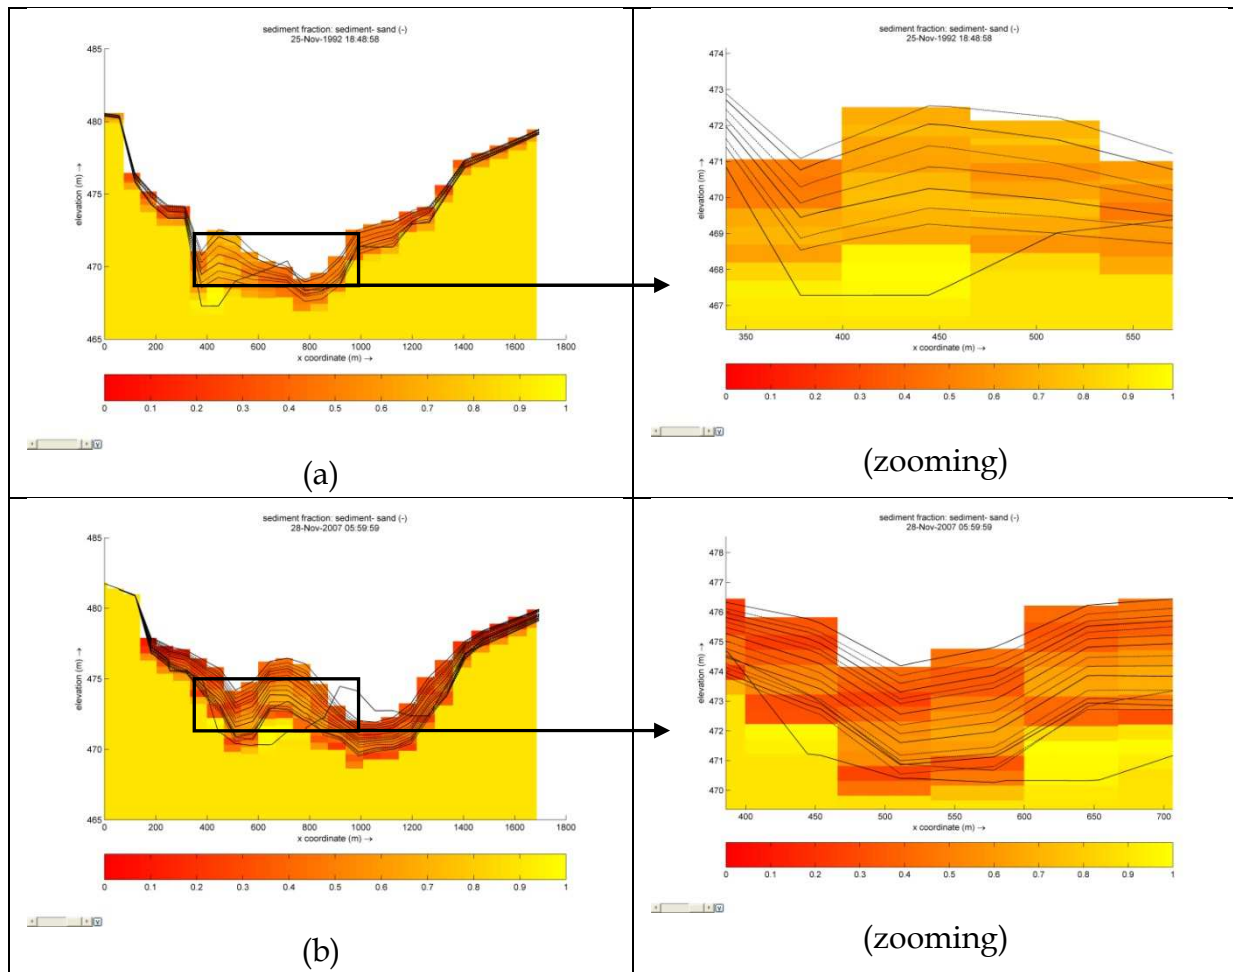 sediment fraction: sediment- sand (-)
25-Nov-1992 18:48:58
485
480
475
470
465
elevation (m) →
0 200 400 600 800 1000 1200 1400 1600 1800
x coordinate (m) →
0 0.1 0.2 0.3 0.4 0.5 0.6 0.7 0.8 0.9 1
(a)
sediment fraction: sediment- sand (-)
25-Nov-1992 18:48:58
474
473
472
471
470
469
468
467
elevation (m) →
350 400 450 500 550
x coordinate (m) →
0 0.1 0.2 0.3 0.4 0.5 0.6 0.7 0.8 0.9 1
(zooming)
sediment fraction: sediment- sand (-)
28-Nov-2007 05:59:59
485
480
475
470
465
elevation (m) →
0 200 400 600 800 1000 1200 1400 1600 1800
x coordinate (m) →
0 0.1 0.2 0.3 0.4 0.5 0.6 0.7 0.8 0.9 1
(b)
sediment fraction: sediment- sand (-)
28-Nov-2007 05:59:59
478
477
476
475
474
473
472
471
470
elevation (m) →
400 450 500 550 600 650 700
x coordinate (m) →
0 0.1 0.2 0.3 0.4 0.5 0.6 0.7 0.8 0.9 1
(zooming)